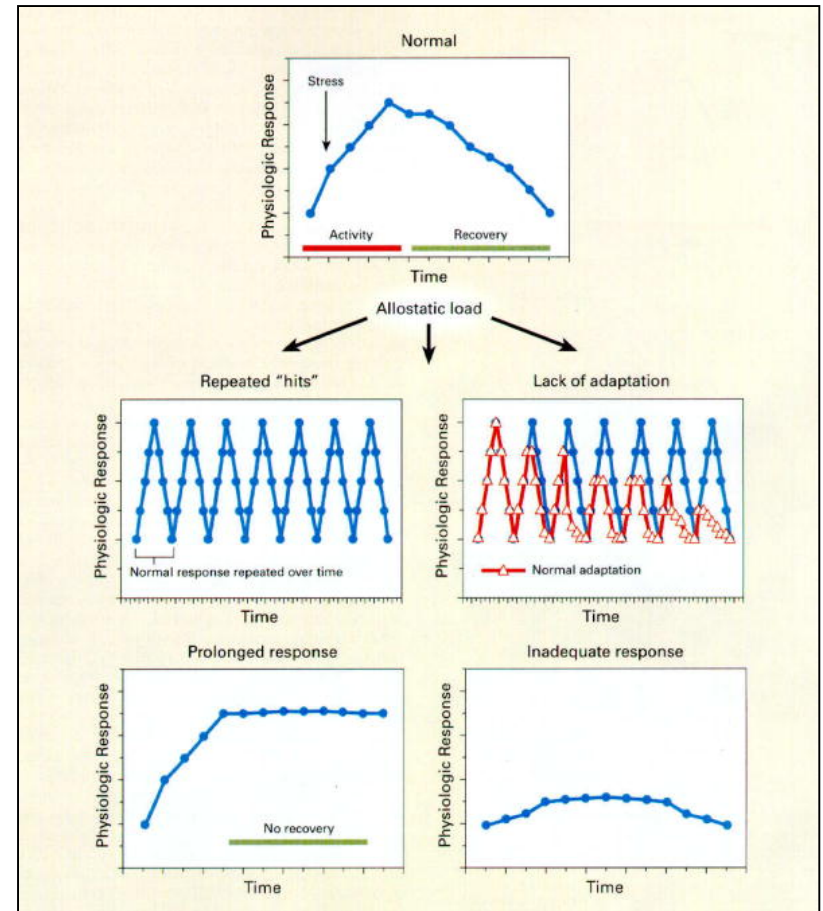 Normal
Physiologic Response
Stress
Activity
Recovery
Time
Allostatic load
Repeated "hits"
Physiologic Response
Normal response repeated over time
Time
Lack of adaptation
Physiologic Response
Normal adaptation
Time
Prolonged response
Physiologic Response
No recovery
Time
Inadequate response
Physiologic Response
Time